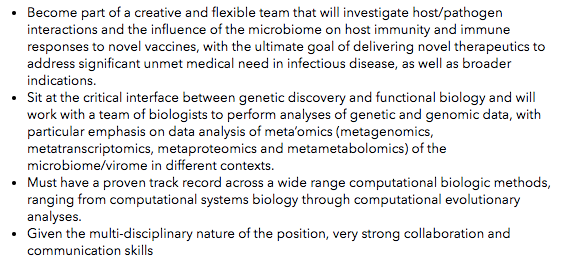 • Become part of a creative and flexible team that will investigate host/pathogen
interactions and the influence of the microbiome on host immunity and immune
responses to novel vaccines, with the ultimate goal of delivering novel therapeutics to
address significant unmet medical need in infectious disease, as well as broader
indications.
• Sit at the critical interface between genetic discovery and functional biology and will
work with a team of biologists to perform analyses of genetic and genomic data, with
particular emphasis on data analysis of meta'omics (metagenomics,
metatranscriptomics, metaproteomics and metametabolomics) of the
microbiome/virome in different contexts.
• Must have a proven track record across a wide range computational biologic methods,
ranging from computational systems biology through computational evolutionary
analyses.
• Given the multi-disciplinary nature of the position, very strong collaboration and
communication skills